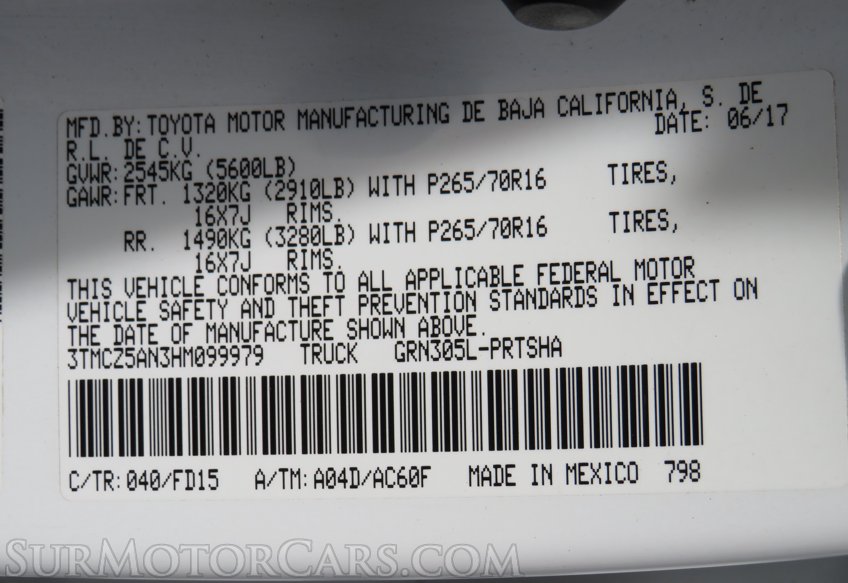 MFD.BY: TOYOTA MOTOR MANUFACTURING DE BAJA CALIFORNIA, S. DE
R.L. DE C.V. DATE: 06/17
GVWR: 2545KG (5600LB)
GAWR: FRT. 1320KG (2910LB) WITH P265/70R16 TIRES,
16X7J RIMS.
RR. 1490KG (3280LB) WITH P265/70R16 TIRES,
16X7J RIMS.
THIS VEHICLE CONFORMS TO ALL APPLICABLE FEDERAL MOTOR
VEHICLE SAFETY AND THEFT PREVENTION STANDARDS IN EFFECT ON
THE DATE OF MANUFACTURE SHOWN ABOVE.
3TMCZ5AN3HM099979 TRUCK GRN305L-PRTSHA
C/TR: 040/FD15 A/TM: A04D/AC60F MADE IN MEXICO 798
SURMOTORCARS.COM